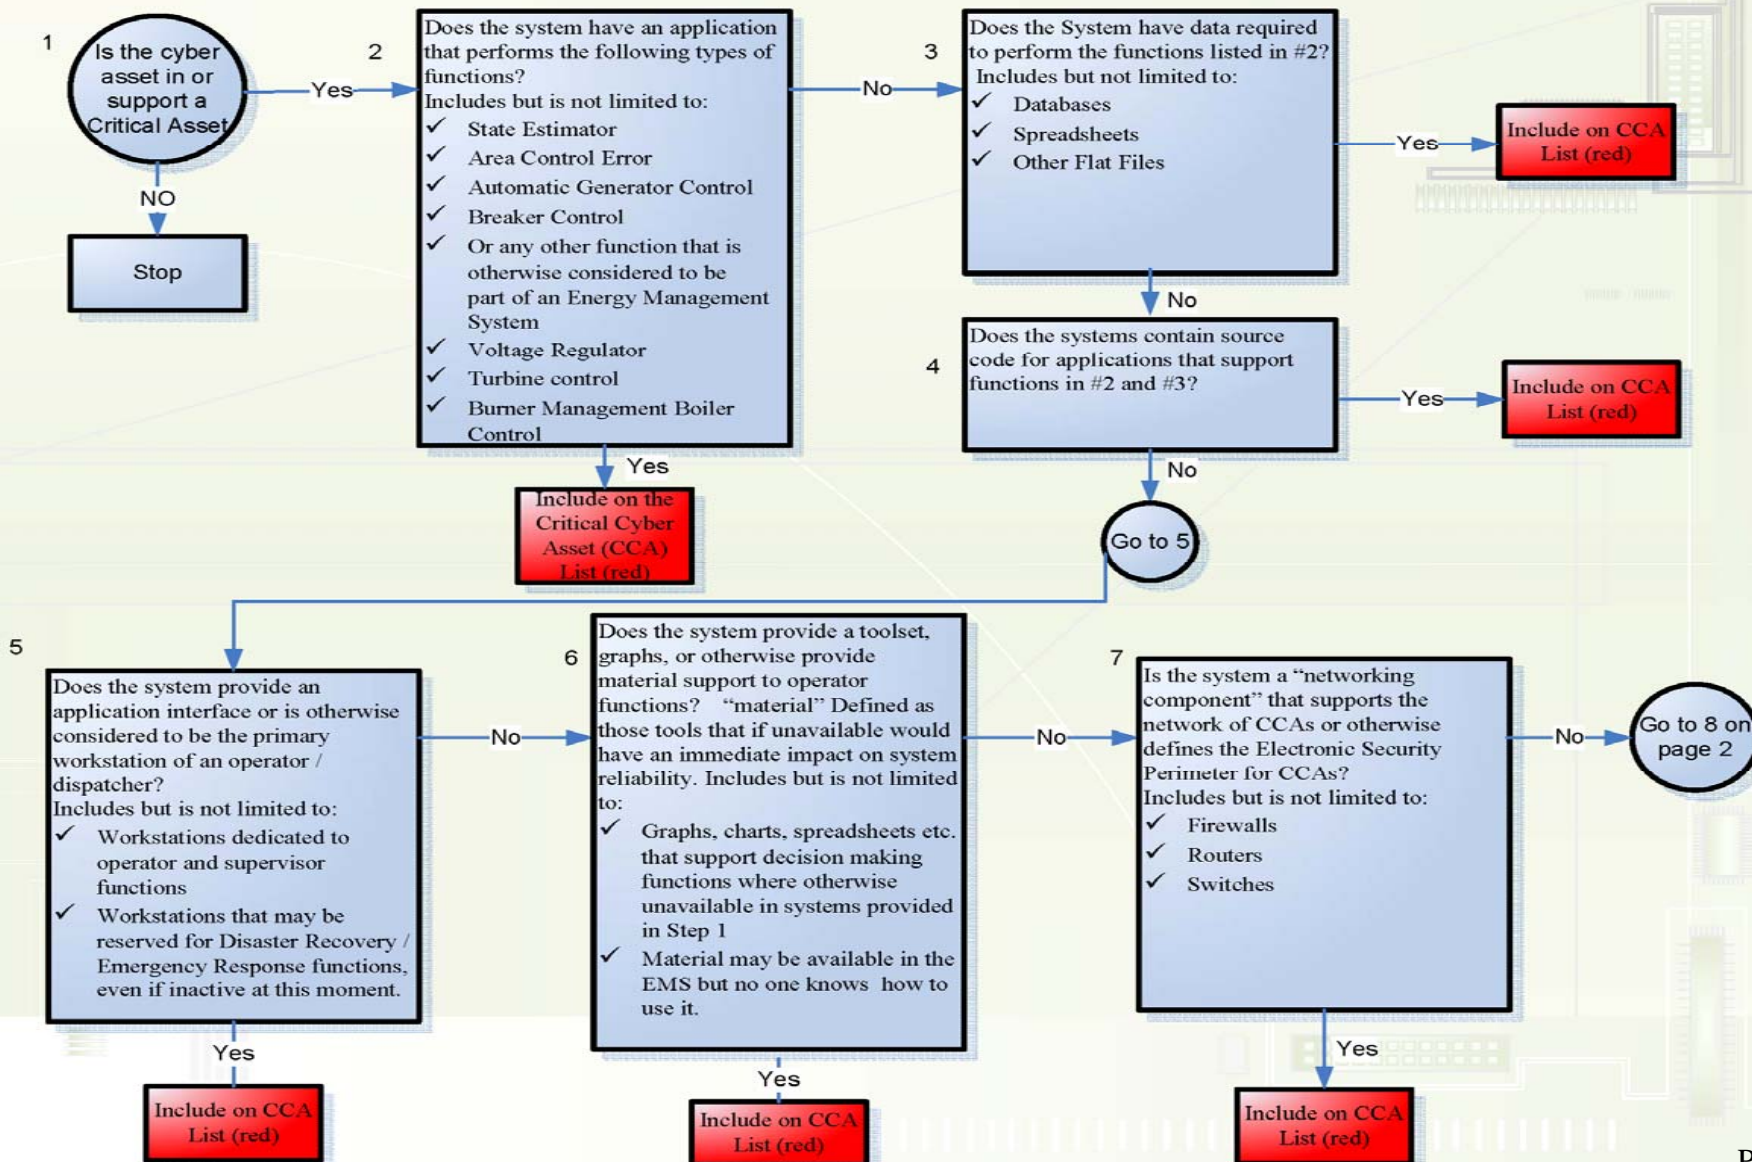 1
Is the cyber
asset in or
support a
Critical Asset
Yes
NO
Stop
2
Does the system have an application
that performs the following types of
functions?
Includes but is not limited to:
✓ State Estimator
✓ Area Control Error
✓ Automatic Generator Control
✓ Breaker Control
✓ Or any other function that is
otherwise considered to be
part of an Energy Management
System
✓ Voltage Regulator
✓ Turbine control
✓ Burner Management Boiler
Control
No
Yes
Include on the
Critical Cyber
Asset (CCA)
List (red)
3
Does the System have data required
to perform the functions listed in #2?
Includes but not limited to:
✓ Databases
✓ Spreadsheets
✓ Other Flat Files
Yes
Include on CCA
List (red)
No
4
Does the systems contain source
code for applications that support
functions in #2 and #3?
Yes
Include on CCA
List (red)
No
Go to 5
5
Does the system provide an
application interface or is otherwise
considered to be the primary
workstation of an operator /
dispatcher?
Includes but is not limited to:
✓ Workstations dedicated to
operator and supervisor
functions
✓ Workstations that may be
reserved for Disaster Recovery /
Emergency Response functions,
even if inactive at this moment.
No
Yes
Include on CCA
List (red)
6
Does the system provide a toolset,
graphs, or otherwise provide
material support to operator
functions? “material” Defined as
those tools that if unavailable would
have an immediate impact on system
reliability. Includes but is not limited
to:
✓ Graphs, charts, spreadsheets etc.
that support decision making
functions where otherwise
unavailable in systems provided
in Step 1
✓ Material may be available in the
EMS but no one knows how to
use it.
No
Yes
Include on CCA
List (red)
7
Is the system a “networking
component” that supports the
network of CCAs or otherwise
defines the Electronic Security
Perimeter for CCAs?
Includes but is not limited to:
✓ Firewalls
✓ Routers
✓ Switches
No
Go to 8 on
page 2
Yes
Include on CCA
List (red)